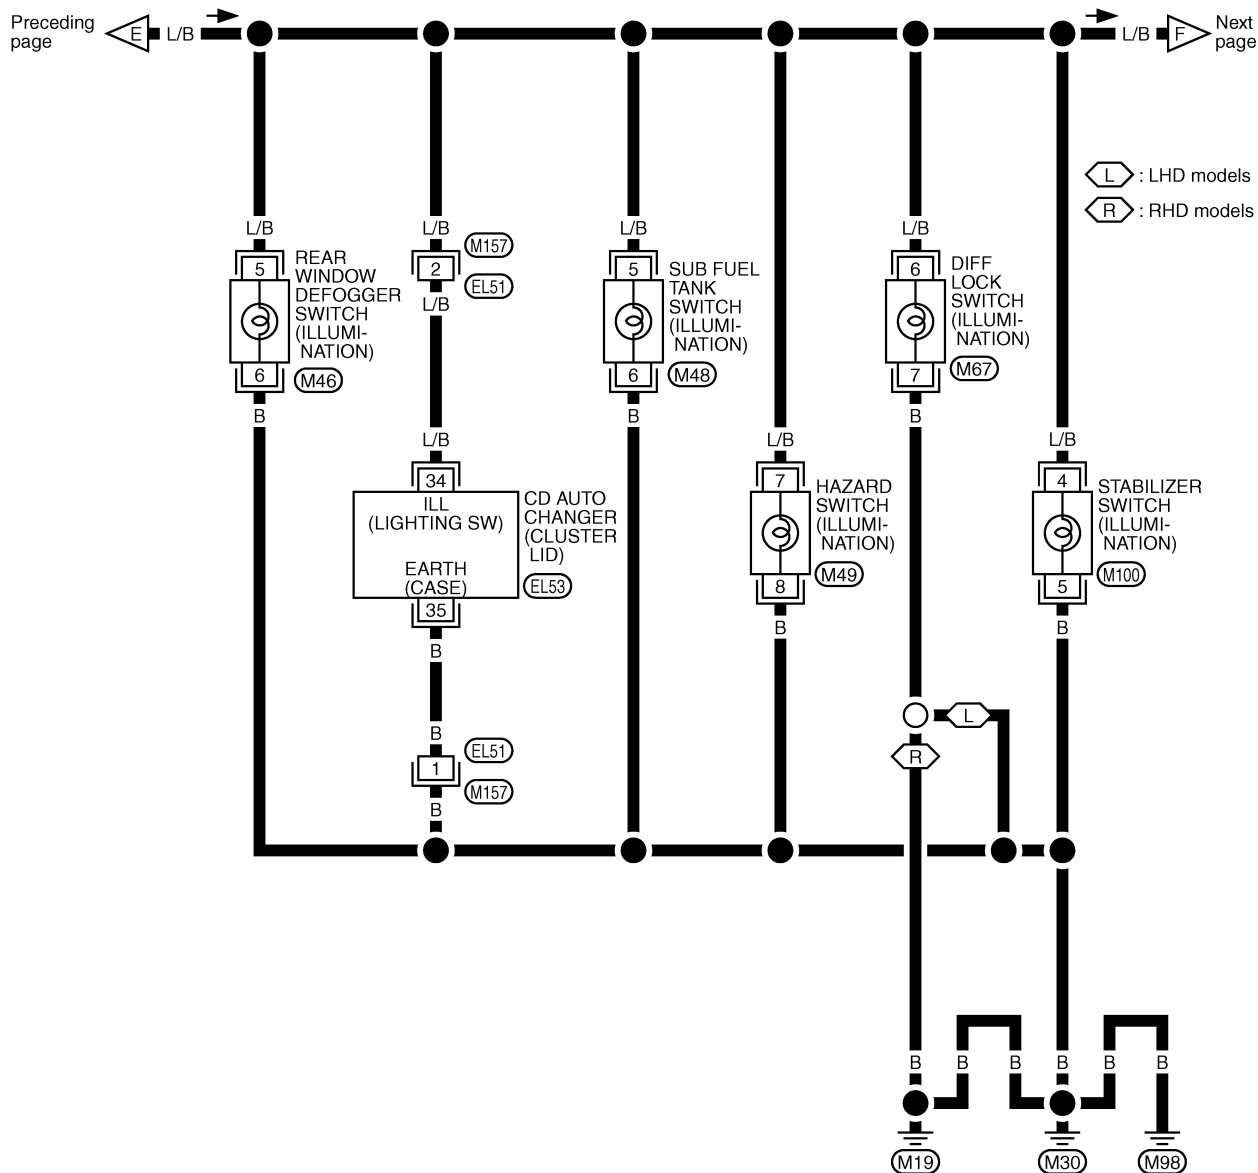 Preceding
page
E
L/B
L/B
F
Next
page
L : LHD models
R : RHD models
L/B
L/B
L/B
L/B
5
REAR
WINDOW
DEFOGGER
SWITCH
(ILLUMI-
NATION)
6
M46
B
M157
2
EL51
L/B
5
SUB FUEL
TANK
SWITCH
(ILLUMI-
NATION)
6
M48
B
6
DIFF
LOCK
SWITCH
(ILLUMI-
NATION)
7
M67
B
L/B
34
ILL
(LIGHTING SW)
EARTH
(CASE)
35
CD AUTO
CHANGER
(CLUSTER
LID)
EL53
B
L/B
7
HAZARD
SWITCH
(ILLUMI-
NATION)
8
M49
B
L/B
4
STABILIZER
SWITCH
(ILLUMI-
NATION)
5
M100
B
L
R
B
EL51
1
M157
B
B
B
B
B
B
B
M19
M30
M98